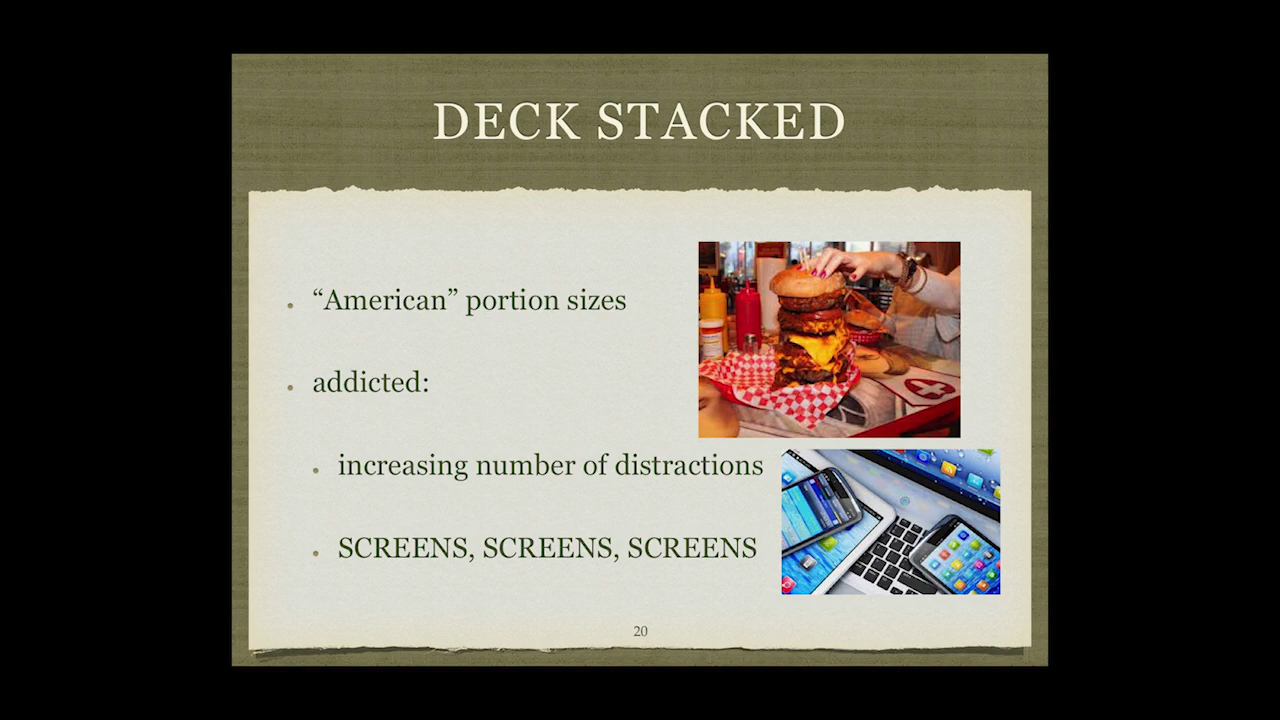 DECK STACKED
“American” portion sizes
addicted:
increasing number of distractions
SCREENS, SCREENS, SCREENS
20